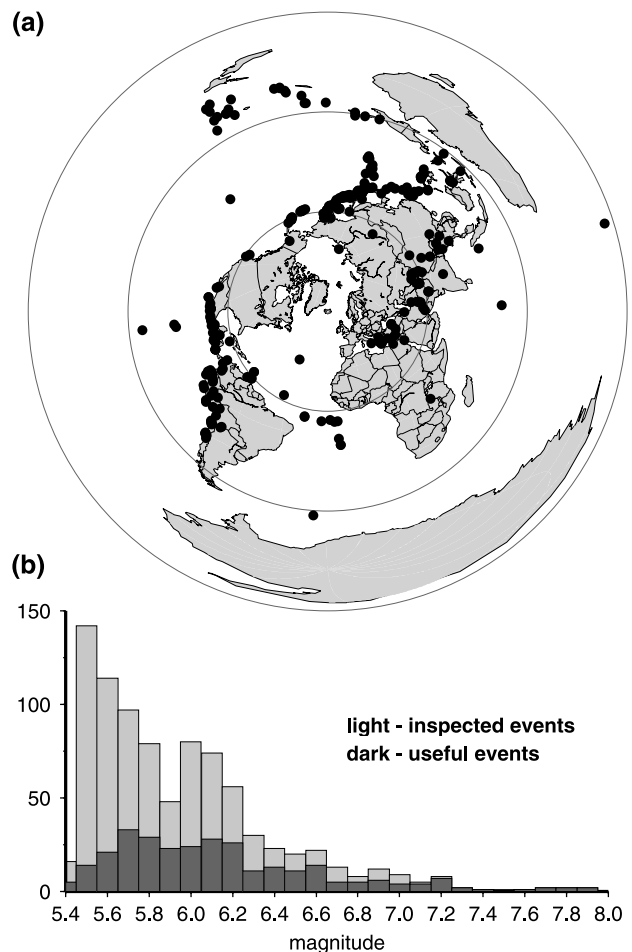 (a)
(b)
150
100
50
0
light - inspected events
dark - useful events
5.4 5.6 5.8 6.0 6.2 6.4 6.6 6.8 7.0 7.2 7.4 7.6 7.8 8.0
magnitude